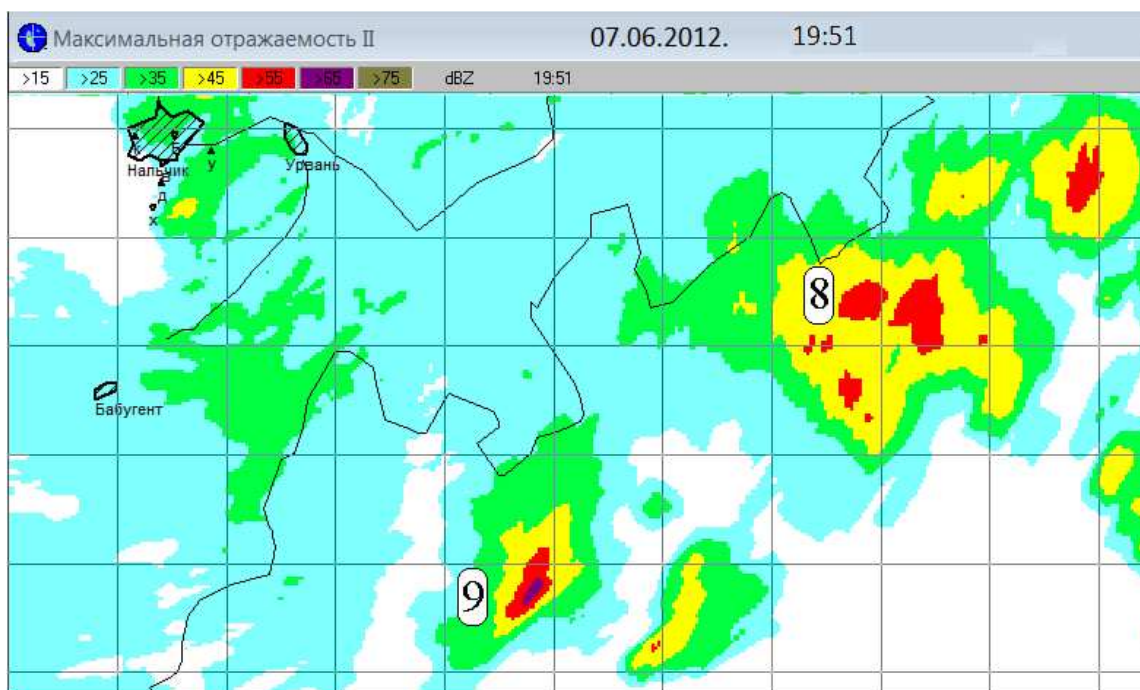 Максимальная отражаемость II 07.06.2012. 19:51
>15 >25 >35 >45 >55 >65 >75 dBZ 19:51
Урвань
Нальчик
У
Д
Х
8
Бабугент
9